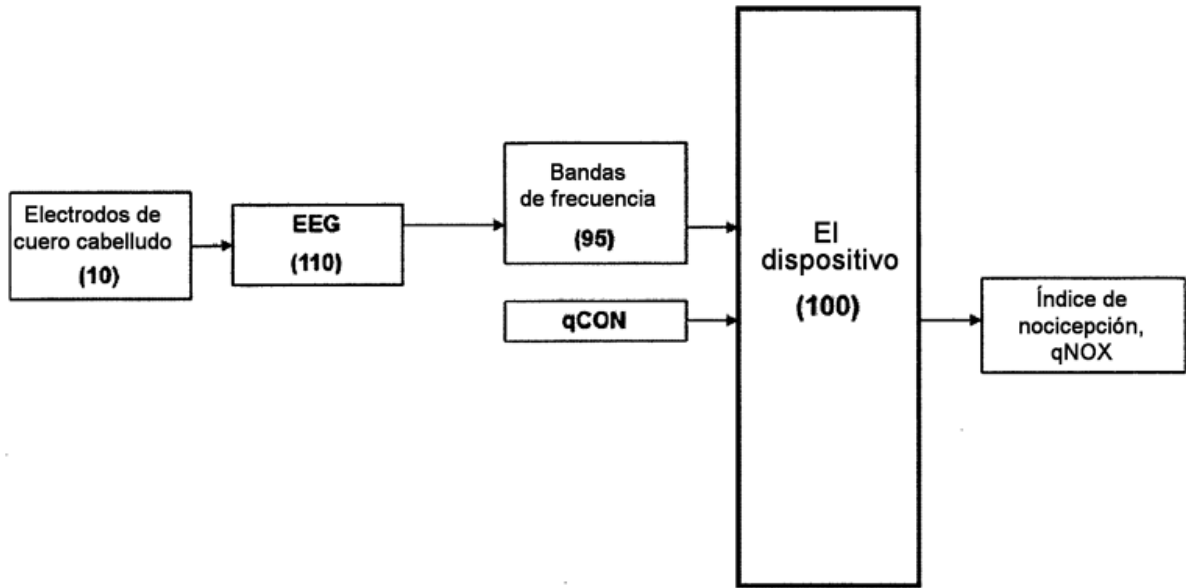 Electrodos de
cuero cabelludo
(10)
EEG
(110)
Bandas
de frecuencia
(95)
qCON
El
dispositivo
(100)
Índice de
nocicepción,
qNOX